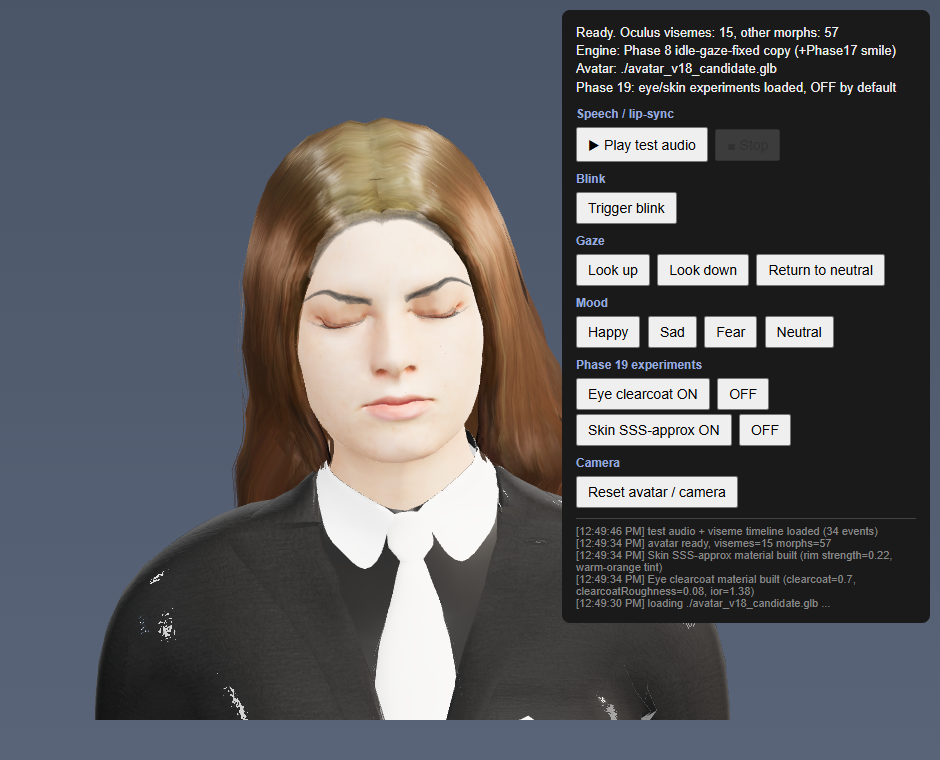 Ready. Oculus visemes: 15, other morphs: 57
Engine: Phase 8 idle-gaze-fixed copy (+Phase17 smile)
Avatar: ./avatar_v18_candidate.glb
Phase 19: eye/skin experiments loaded, OFF by default
Speech / lip-sync
▶ Play test audio ■ Stop
Blink
Trigger blink
Gaze
Look up Look down Return to neutral
Mood
Happy Sad Fear Neutral
Phase 19 experiments
Eye clearcoat ON OFF
Skin SSS-approx ON OFF
Camera
Reset avatar / camera
[12:49:46 PM] test audio + viseme timeline loaded (34 events)
[12:49:34 PM] avatar ready, visemes=15 morphs=57
[12:49:34 PM] Skin SSS-approx material built (rim strength=0.22,
warm-orange tint)
[12:49:34 PM] Eye clearcoat material built (clearcoat=0.7,
clearcoatRoughness=0.08, ior=1.38)
[12:49:30 PM] loading ./avatar_v18_candidate.glb ...